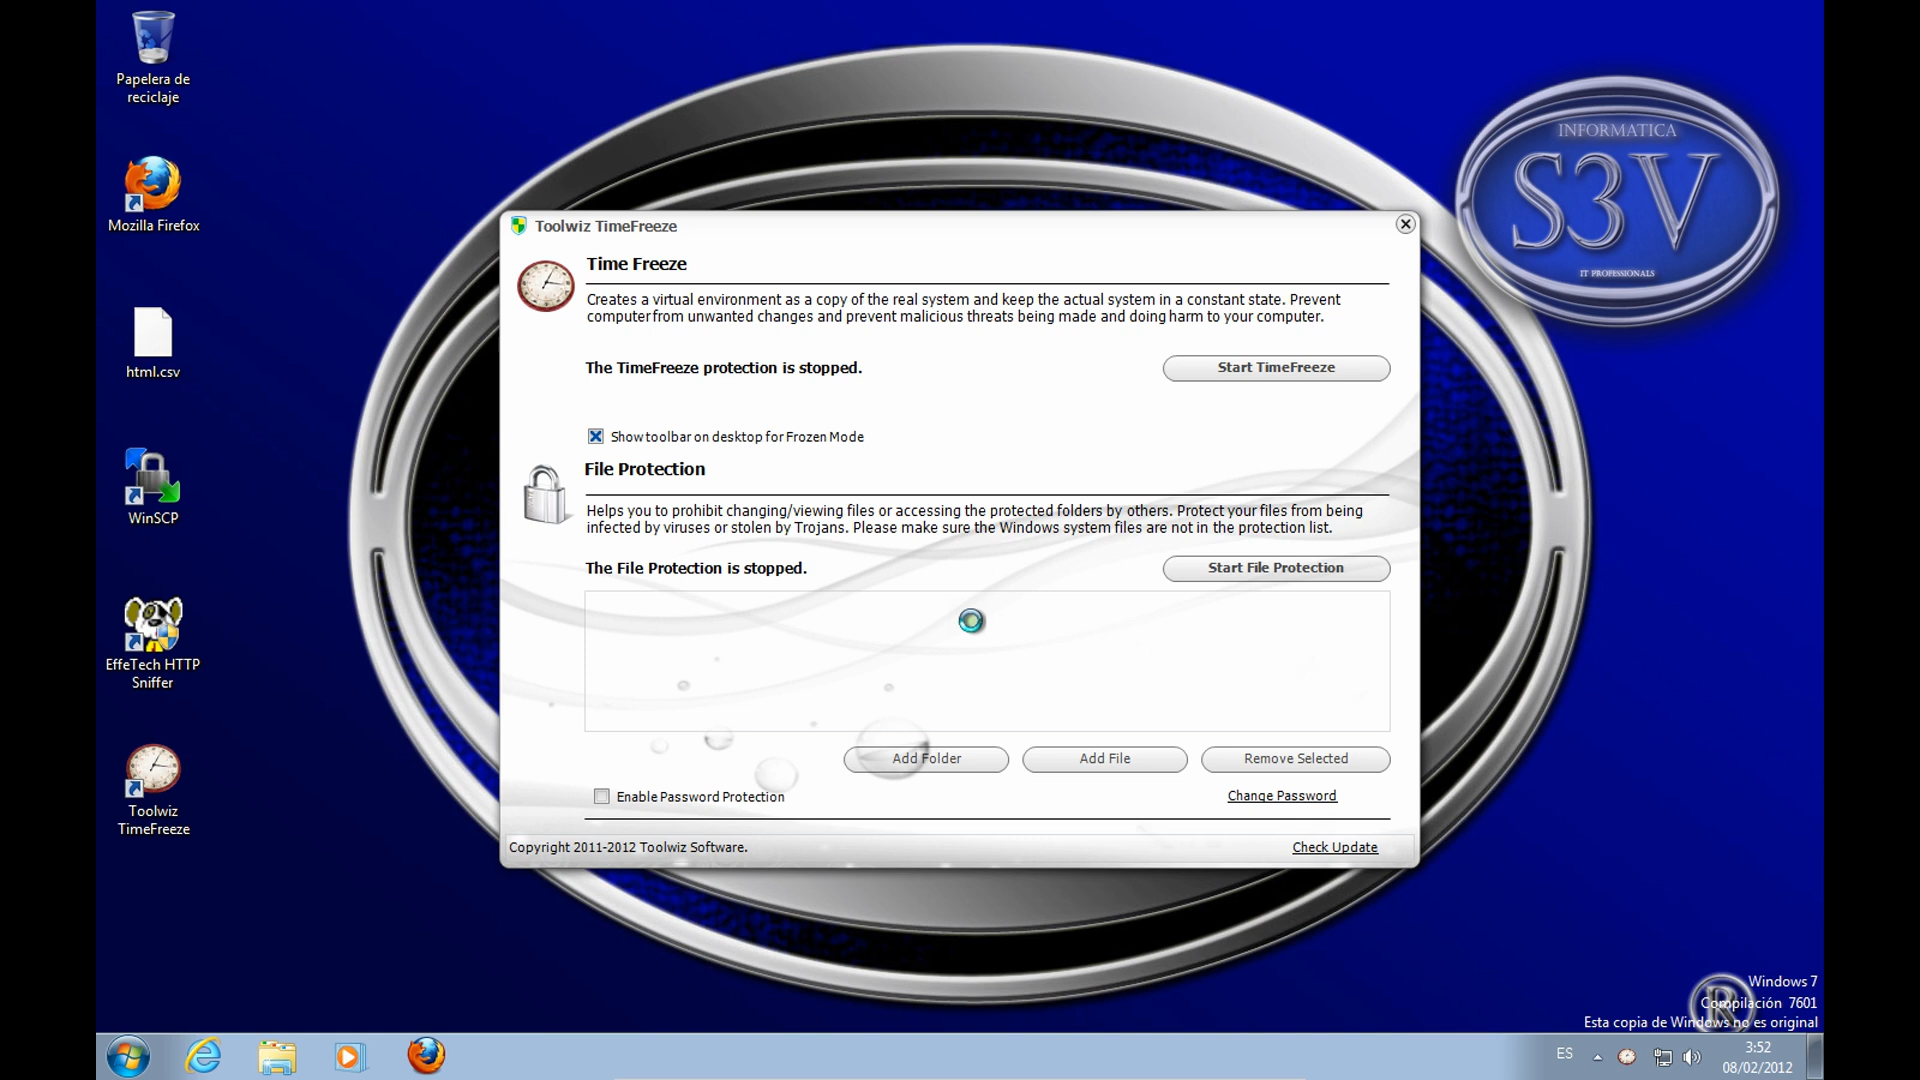 Papelera de
reciclaje
Mozilla Firefox
html.csv
WinSCP
EffeTech HTTP
Sniffer
Toolwiz
TimeFreeze
INFORMATICA
S3V
IT PROFESSIONALS
Toolwiz TimeFreeze
Time Freeze
Creates a virtual environment as a copy of the real system and keep the actual system in a constant state. Prevent
computer from unwanted changes and prevent malicious threats being made and doing harm to your computer.
The TimeFreeze protection is stopped.
Start TimeFreeze
Show toolbar on desktop for Frozen Mode
File Protection
Helps you to prohibit changing/viewing files or accessing the protected folders by others. Protect your files from being
infected by viruses or stolen by Trojans. Please make sure the Windows system files are not in the protection list.
The File Protection is stopped.
Start File Protection
Add Folder
Add File
Remove Selected
Enable Password Protection
Change Password
Copyright 2011-2012 Toolwiz Software.
Check Update
R
Windows 7
Compilación 7601
Esta copia de Windows no es original
ES
3:52
08/02/2012